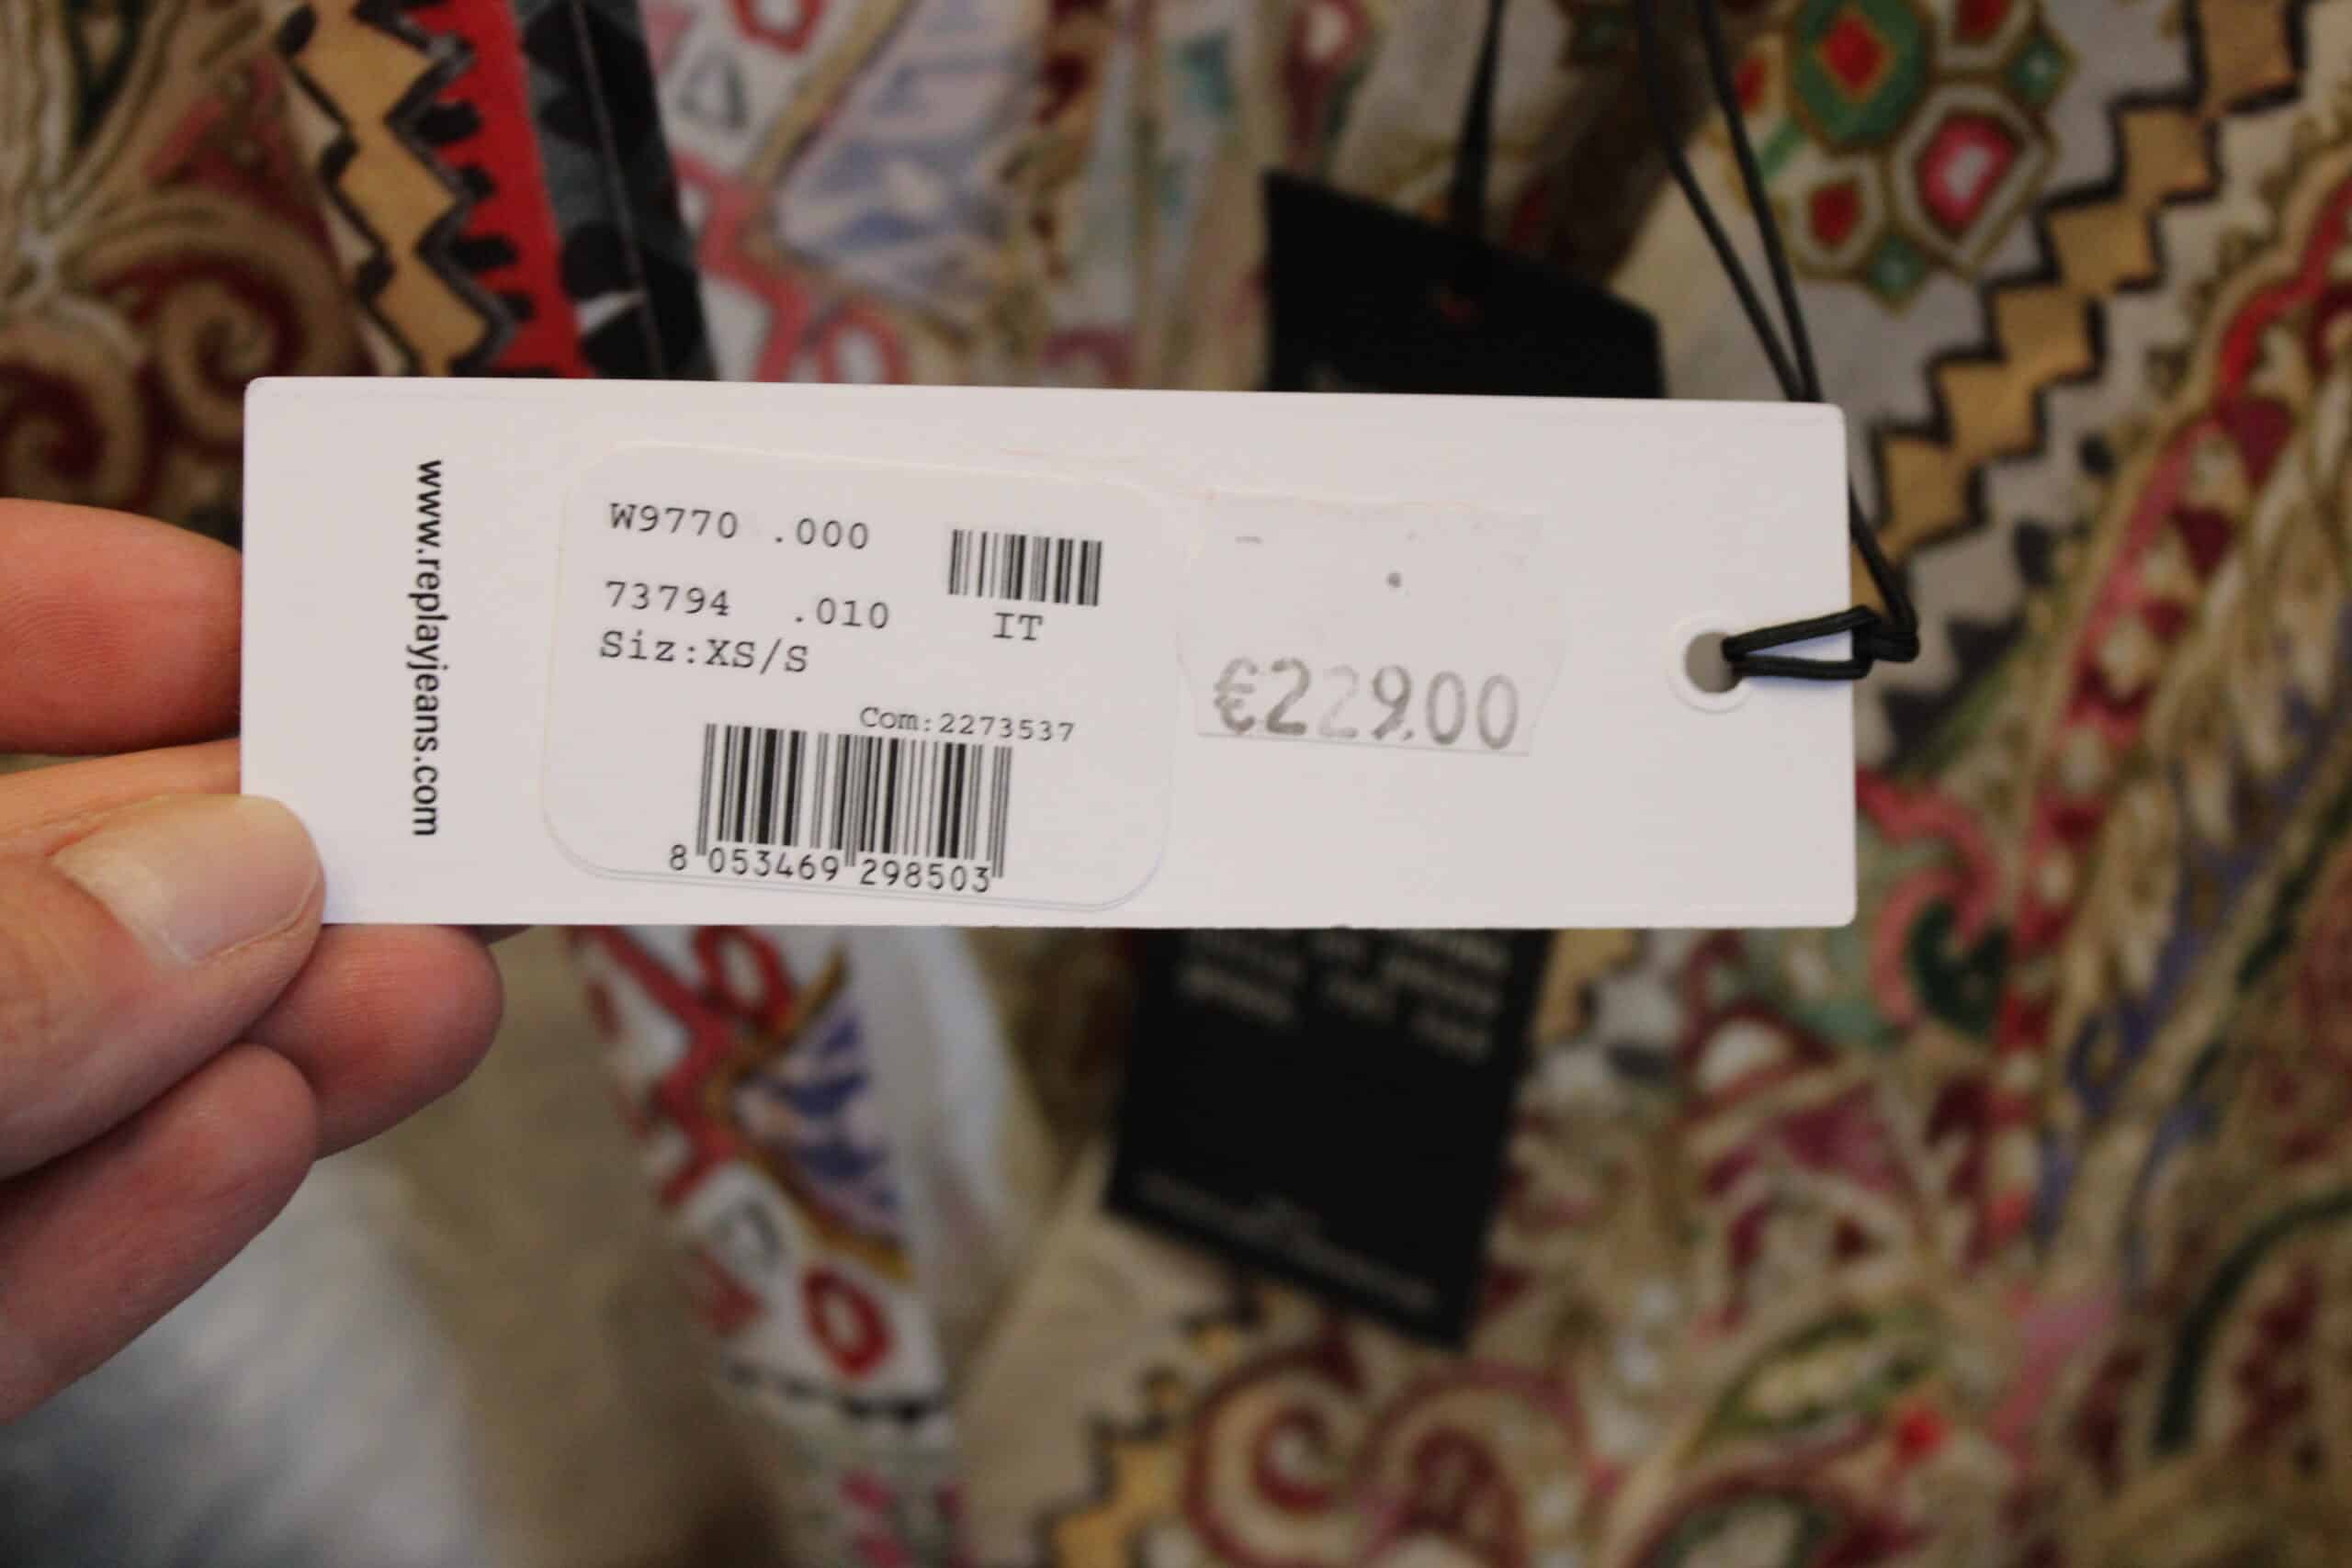 www.replayjeans.com
W9770 .000
73794 .010
IT
Siz:XS/S
Com:2273537
8 053469 298503
€229.00